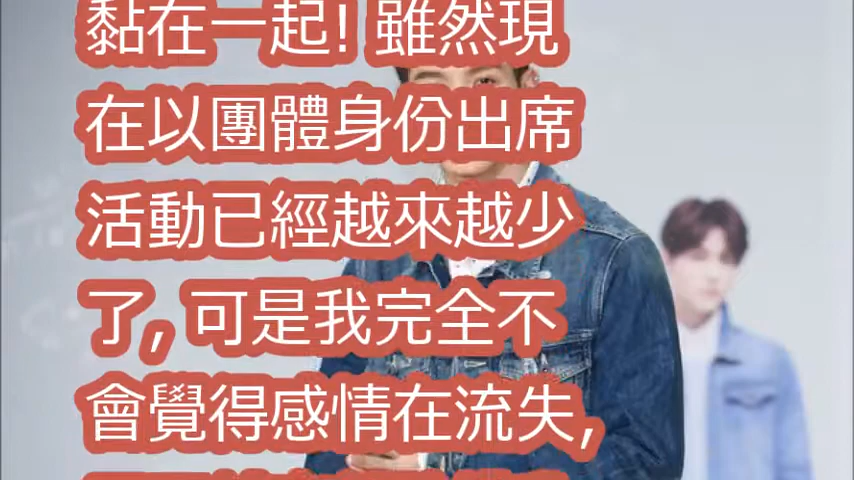 黏在一起! 雖然現
在以團體身份出席
活動已經越來越少
了, 可是我完全不
會覺得感情在流失,